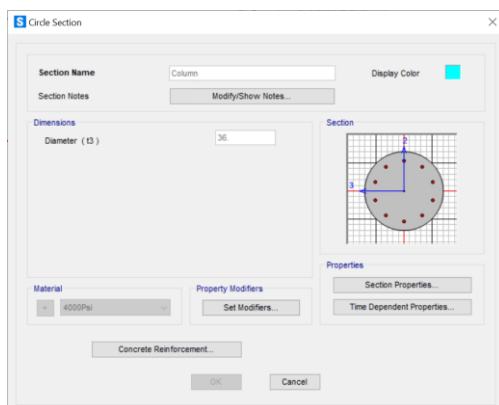 S Circle Section
Section Name Column Display Color
Section Notes Modify/Show Notes...
Dimensions
Diameter ( t3 ) 36.
Section
2
3
Properties
Section Properties...
Time Dependent Properties...
Material
+ 4000Psi
Property Modifiers
Set Modifiers...
Concrete Reinforcement...
OK Cancel